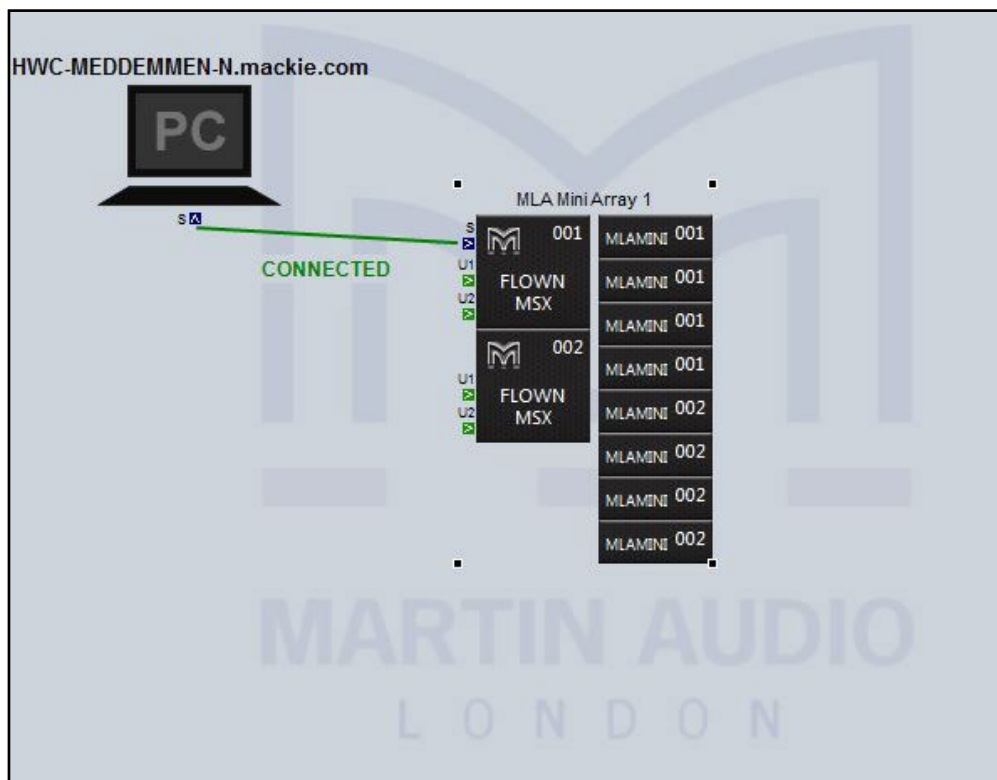 HWC-MEDDEMMEN-N.mackie.com
PC
S
CONNECTED
MLA Mini Array 1
S
U1
U2
001
FLOWN
MSX
U1
U2
002
FLOWN
MSX
MLAMINI 001
MLAMINI 001
MLAMINI 001
MLAMINI 001
MLAMINI 002
MLAMINI 002
MLAMINI 002
MLAMINI 002
MARTIN AUDIO
LONDON